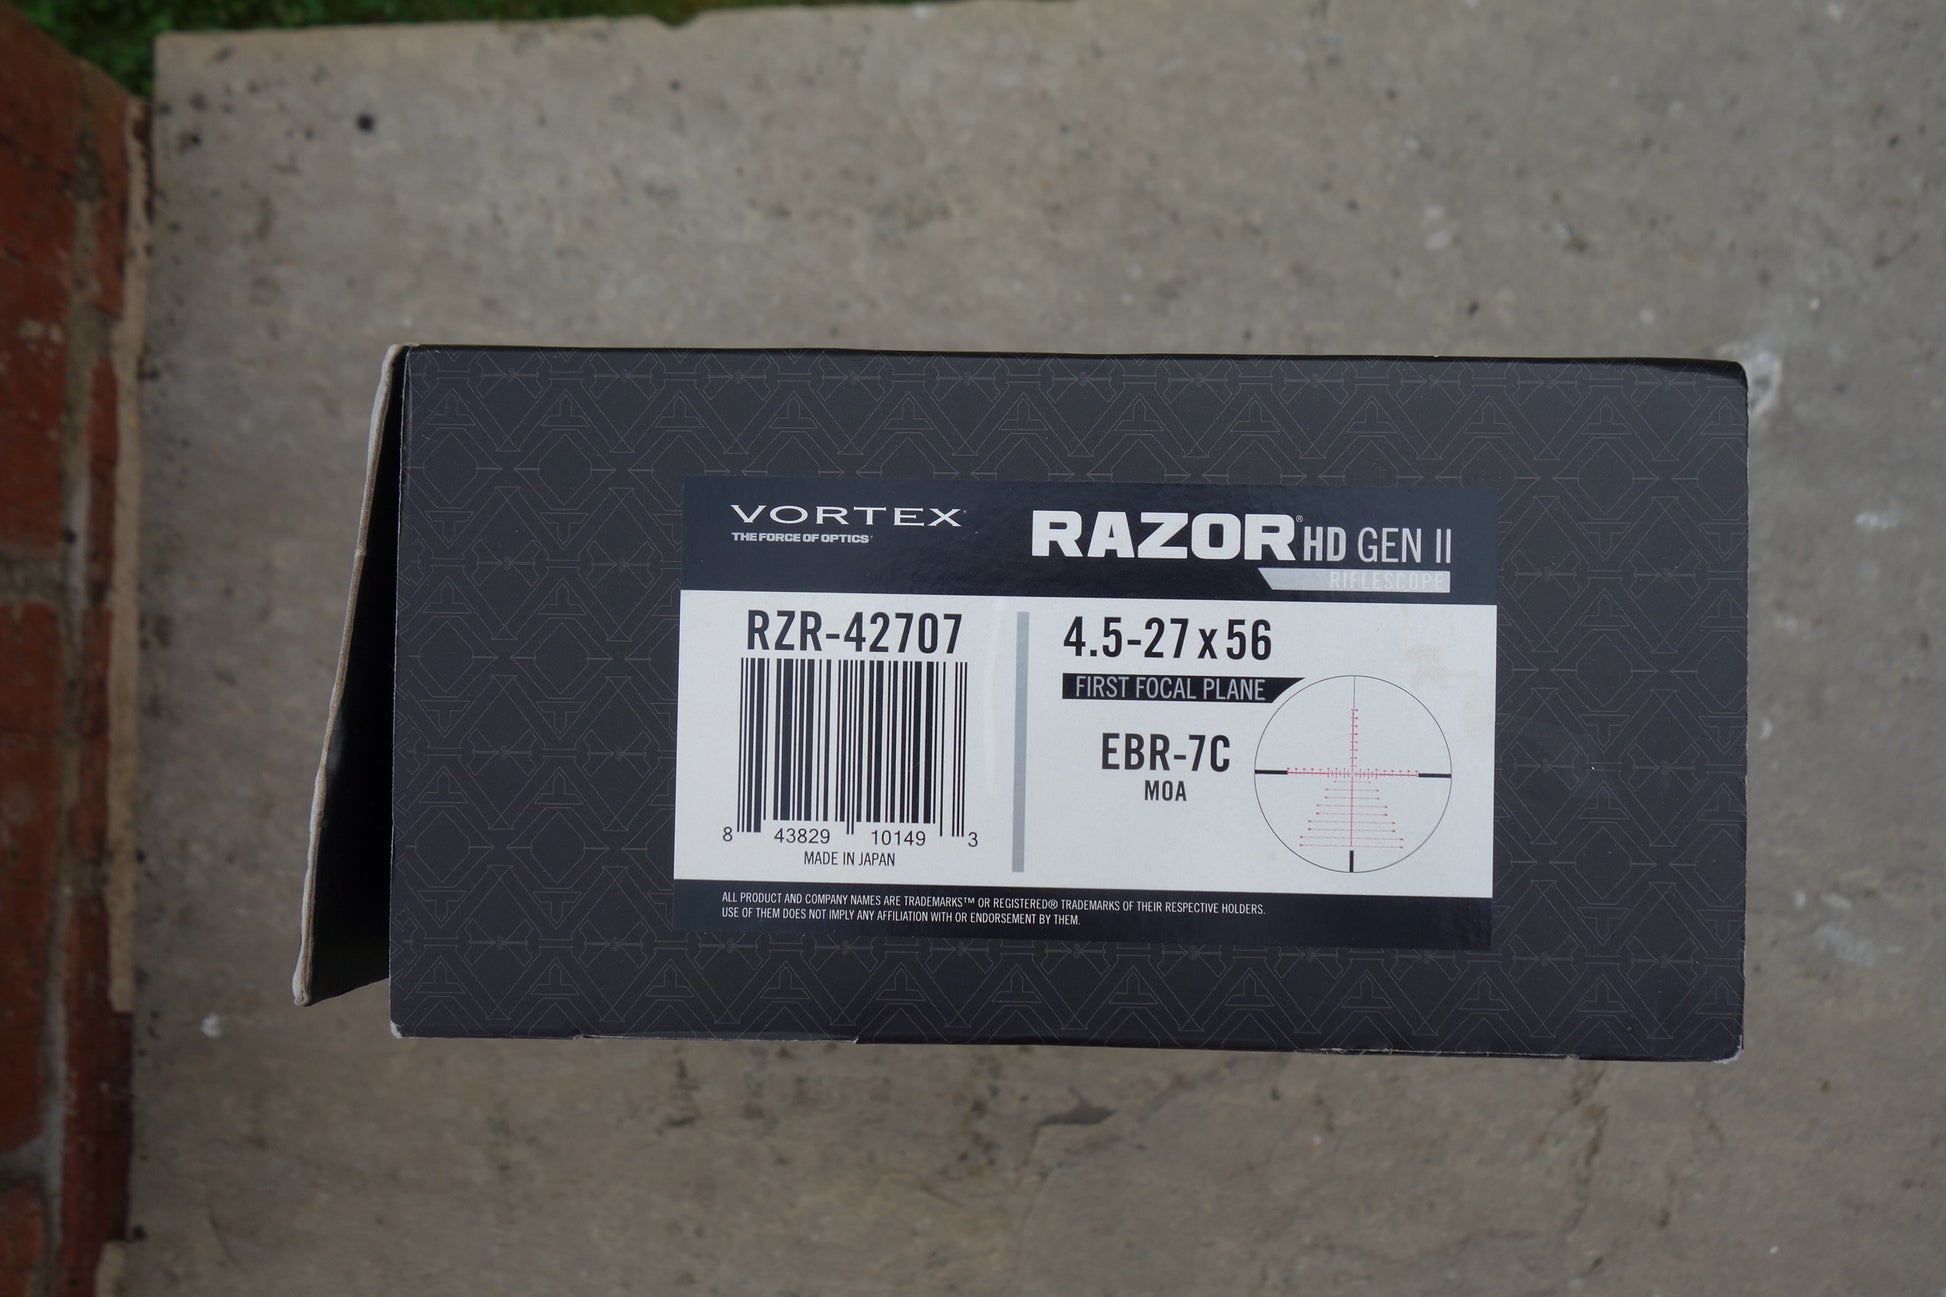 VORTEX®
THE FORCE OF OPTICS®
RAZOR® HD GEN II
RIFLESCOPE
RZR-42707
8 43829 10149 3
MADE IN JAPAN
4.5-27 x 56
FIRST FOCAL PLANE
EBR-7C
MOA
ALL PRODUCT AND COMPANY NAMES ARE TRADEMARKS™ OR REGISTERED® TRADEMARKS OF THEIR RESPECTIVE HOLDERS.
USE OF THEM DOES NOT IMPLY ANY AFFILIATION WITH OR ENDORSEMENT BY THEM.